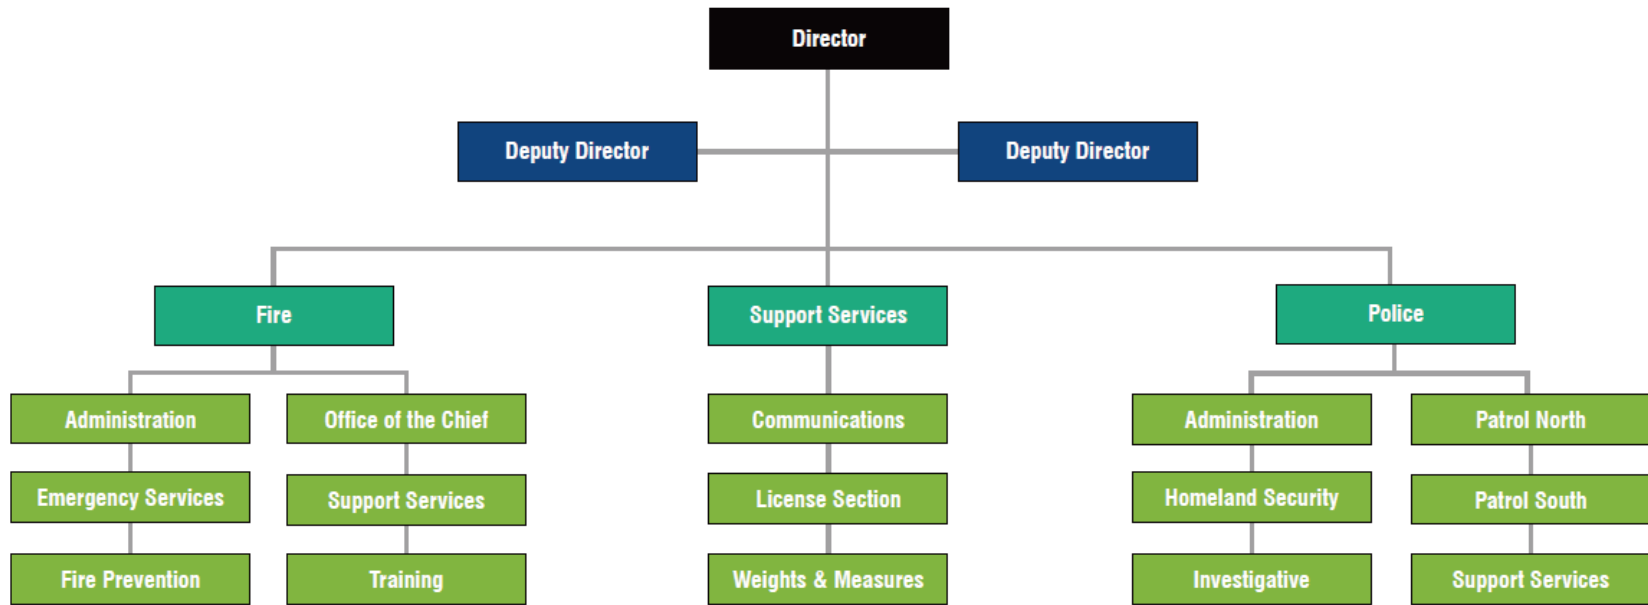 Director
Deputy Director
Deputy Director
Fire
Support Services
Police
Administration
Office of the Chief
Communications
Administration
Patrol North
Emergency Services
Support Services
License Section
Homeland Security
Patrol South
Fire Prevention
Training
Weights & Measures
Investigative
Support Services